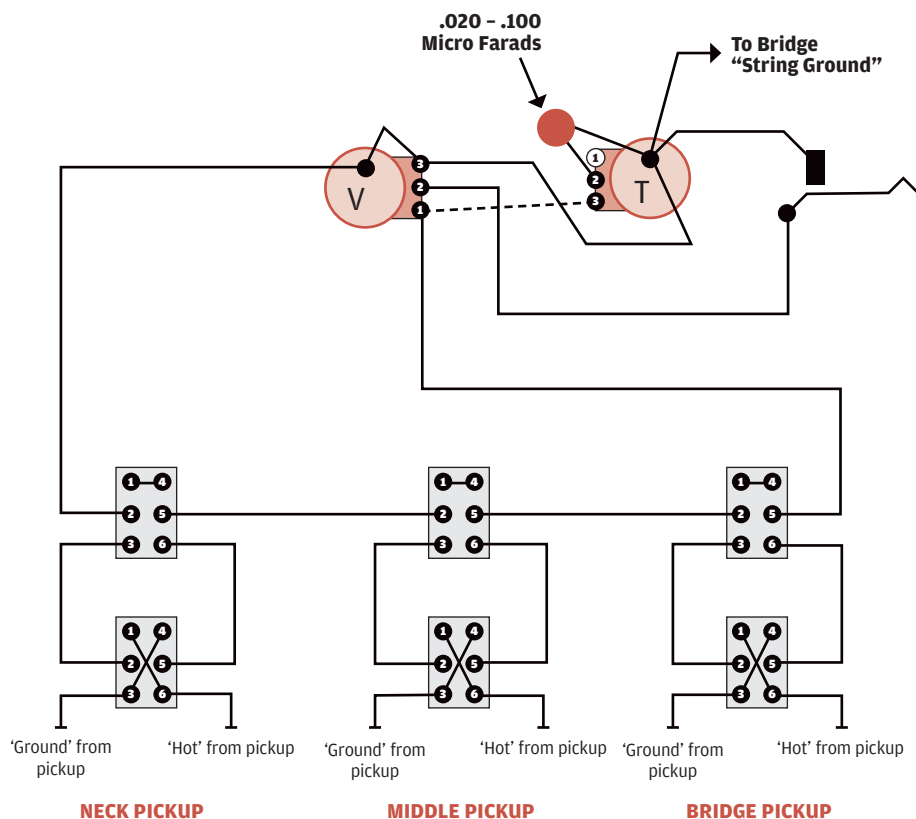 .020 – .100
Micro Farads
To Bridge
“String Ground”
V
3
2
1
1
2
3
T
1 4
2 5
3 6
1 4
2 5
3 6
1 4
2 5
3 6
1 4
2 5
3 6
1 4
2 5
3 6
1 4
2 5
3 6
‘Ground’ from
pickup
‘Hot’ from pickup
‘Ground’ from
pickup
‘Hot’ from pickup
‘Ground’ from
pickup
‘Hot’ from pickup
NECK PICKUP
MIDDLE PICKUP
BRIDGE PICKUP